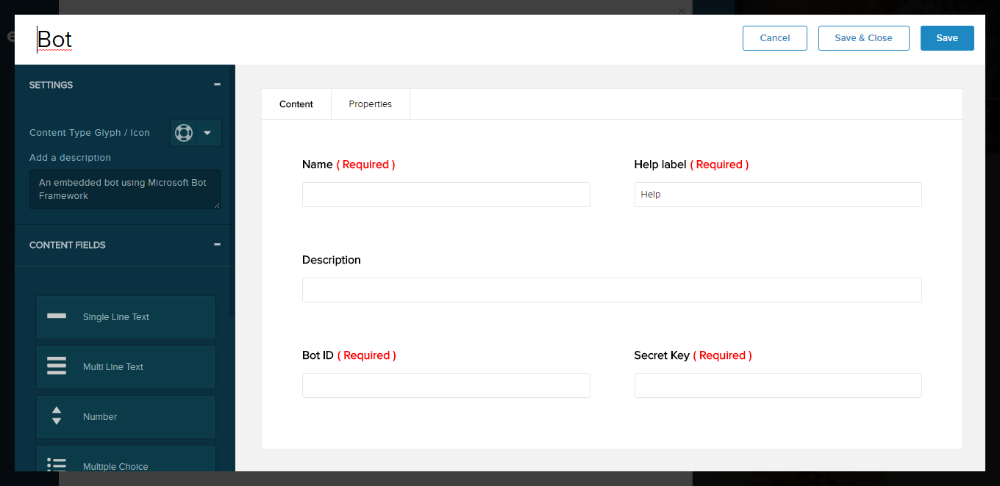 Bot
Cancel
Save & Close
Save
SETTINGS
Content Type Glyph / Icon
Add a description
An embedded bot using Microsoft Bot
Framework
CONTENT FIELDS
Single Line Text
Multi Line Text
Number
Multiple Choice
Content
Properties
Name ( Required )
Help label ( Required )
Help
Description
Bot ID ( Required )
Secret Key ( Required )